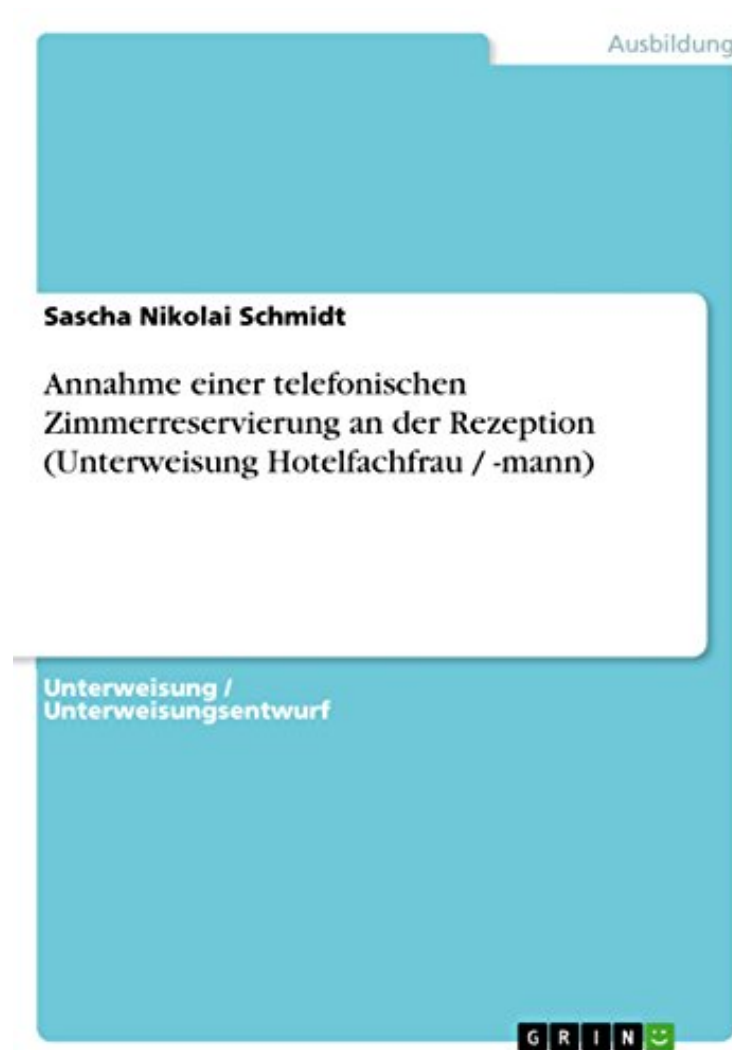 Ausbildung
Sascha Nikolai Schmidt
Annahme einer telefonischen
Zimmerreservierung an der Rezeption
(Unterweisung Hotelfachfrau / -mann)
Unterweisung /
Unterweisungsentwurf
GRIN